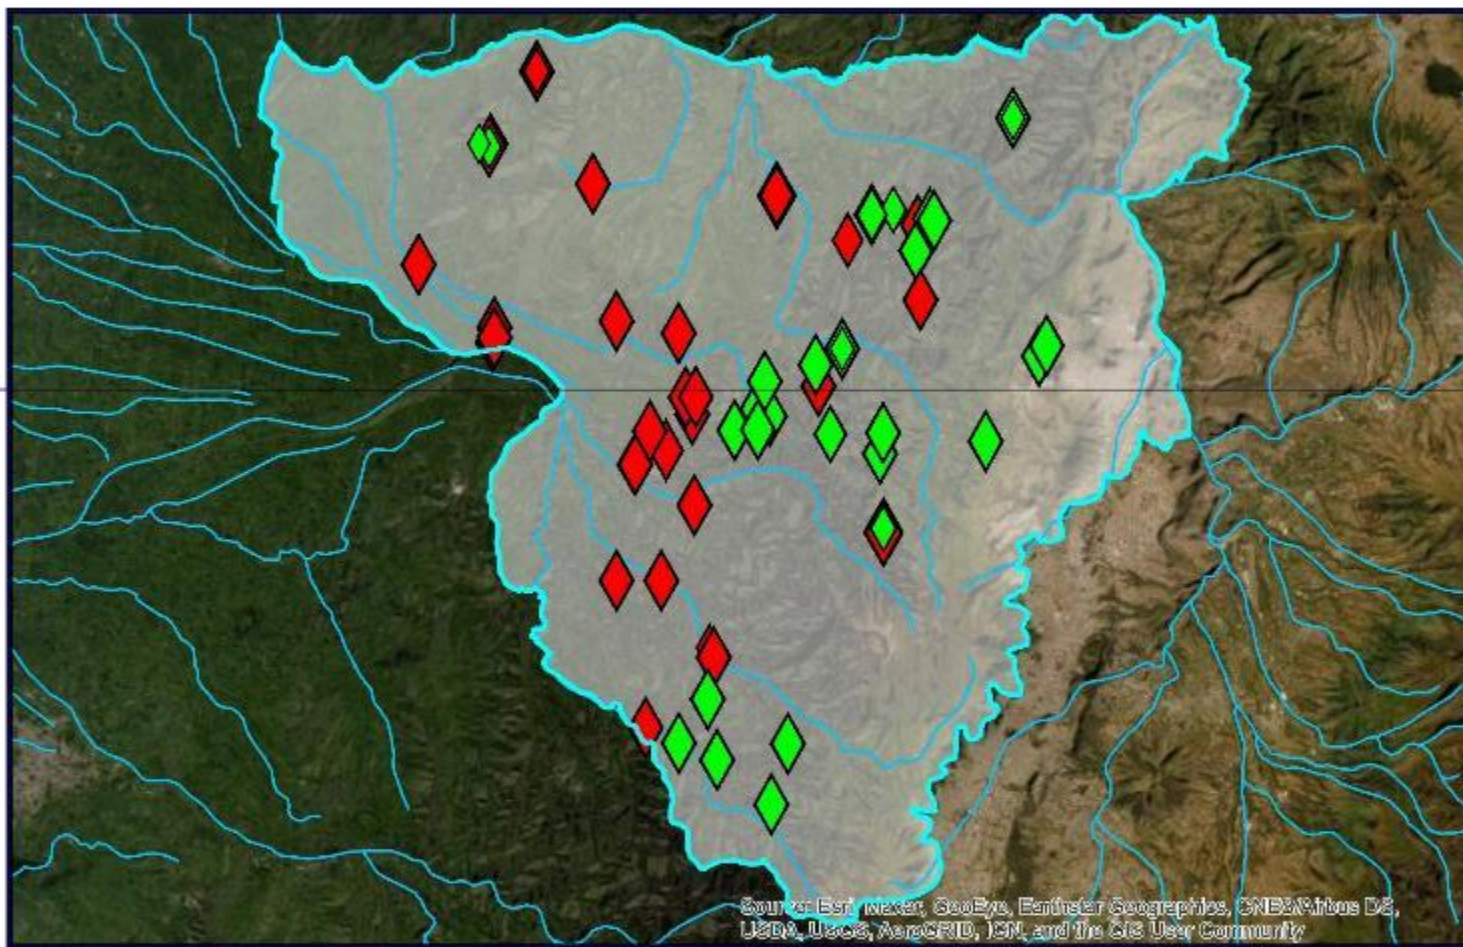 Source: Esri, Maxar, GeoEye, Earthstar Geographics, CNES/Airbus DS,
USDA, USGS, AeroGRID, IGN, and the GIS User Community